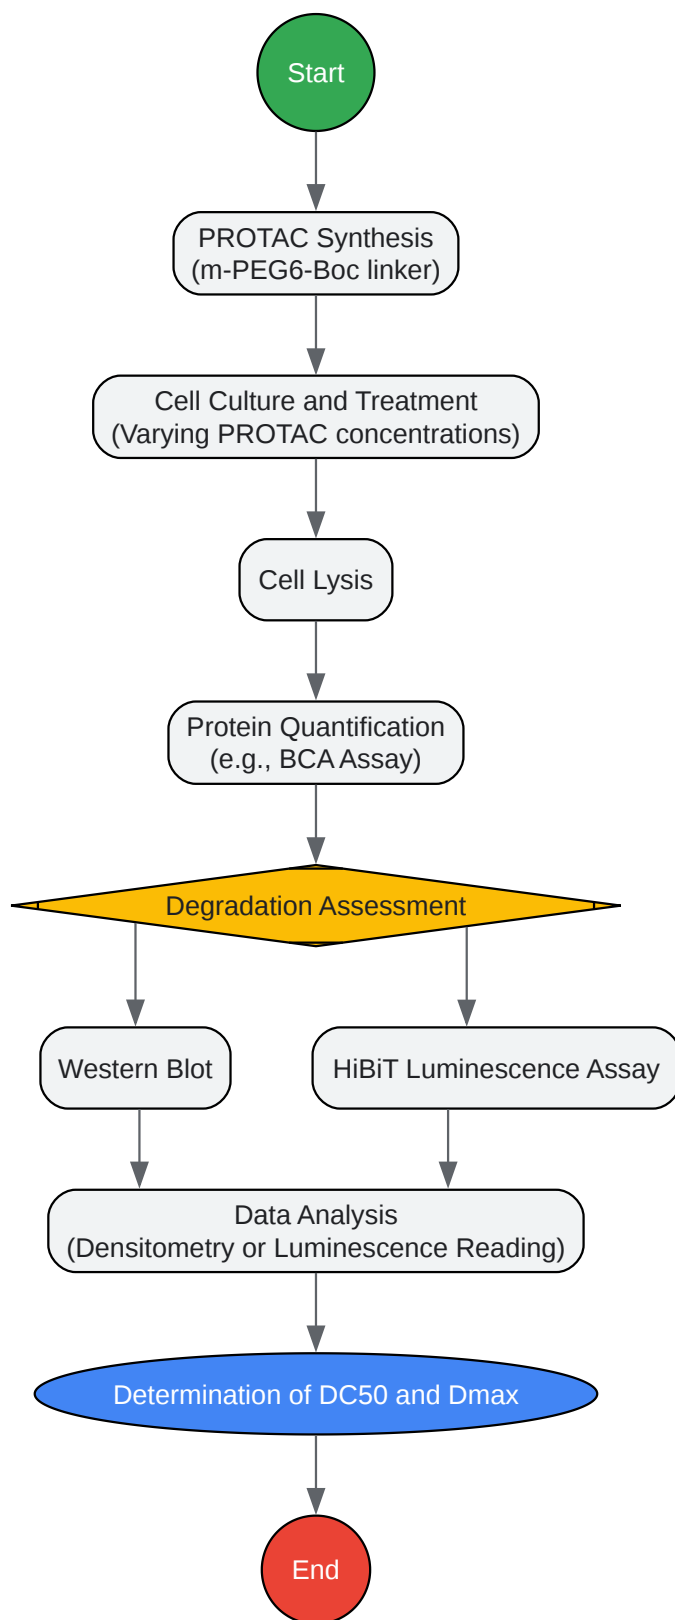 Start
PROTAC Synthesis
(m-PEG6-Boc linker)
Cell Culture and Treatment
(Varying PROTAC concentrations)
Cell Lysis
Protein Quantification
(e.g., BCA Assay)
Degradation Assessment
Western Blot
HiBiT Luminescence Assay
Data Analysis
(Densitometry or Luminescence Reading)
Determination of DC50 and Dmax
End